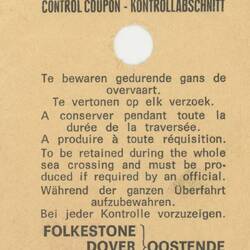 CONTROL COUPON - KONTROLLABSCHNITT
Te bewaren gedurende gans de
overvaart.
Te vertonen op elk verzoek.
A conserver pendant toute la
durée de la traversée.
A produire à toute réquisition.
To be retained during the whole
sea crossing and must be pro-
duced if required by an official.
Während der ganzen Überfahrt
aufzubewahren.
Bei jeder Kontrolle vorzuzeigen.
FOLKESTONE
DOVER } OOSTENDE